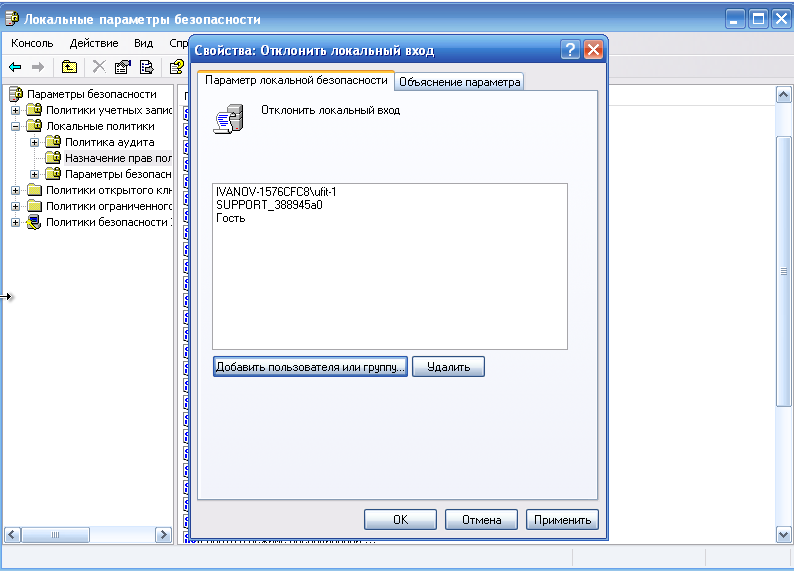 Локальные параметры безопасности
Консоль Действие Вид Спр
Свойства: Отклонить локальный вход
Параметр локальной безопасности Объяснение параметра
Параметры безопасности
Политики учетных запис
Локальные политики
Политика аудита
Назначение прав пол
Параметры безопасн
Политики открытого клю
Политики ограниченного
Политики безопасности
Отклонить локальный вход
IVANOV-1576CFC8\ufit-1
SUPPORT_388945a0
Гость
Добавить пользователя или группу... Удалить
OK Отмена Применить